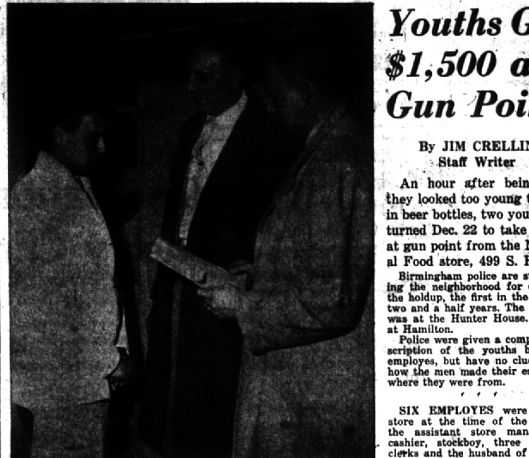 Youths G
$1,500 a
Gun Poi
By JIM CRELLIN
Staff Writer
An hour after bein
they looked too young t
in beer bottles, two you
turned Dec. 22 to take
at gun point from the
al Food store, 499 S.
Birmingham police are s
ing the neighborhood for
the holdup, the first in the
two and a half years. The
was at the Hunter House.
at Hamilton.
Police were given a comp
scription of the youths b
employes, but have no clu
how the men made their e
where they were from.
SIX EMPLOYES were
store at the time of the
the assistant store man
cashier, stockboy, three
clerks and the husband of